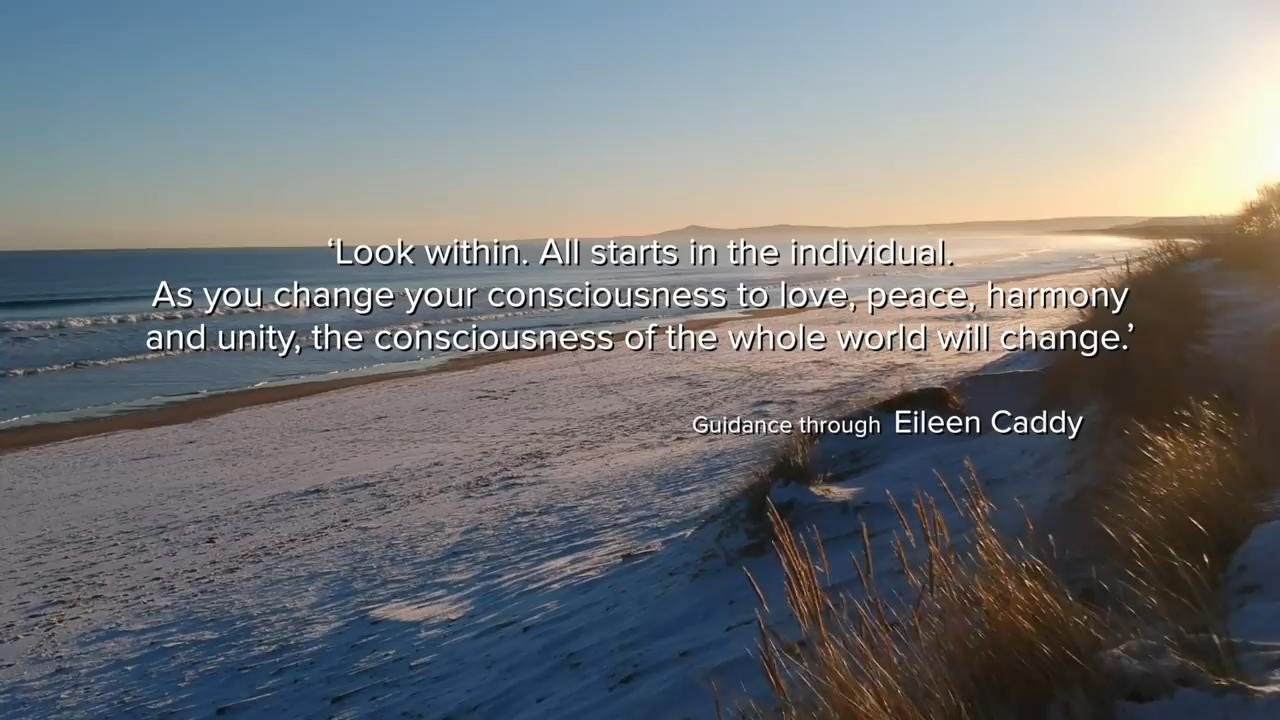 ‘Look within. All starts in the individual.
As you change your consciousness to love, peace, harmony
and unity, the consciousness of the whole world will change.’
Guidance through Eileen Caddy